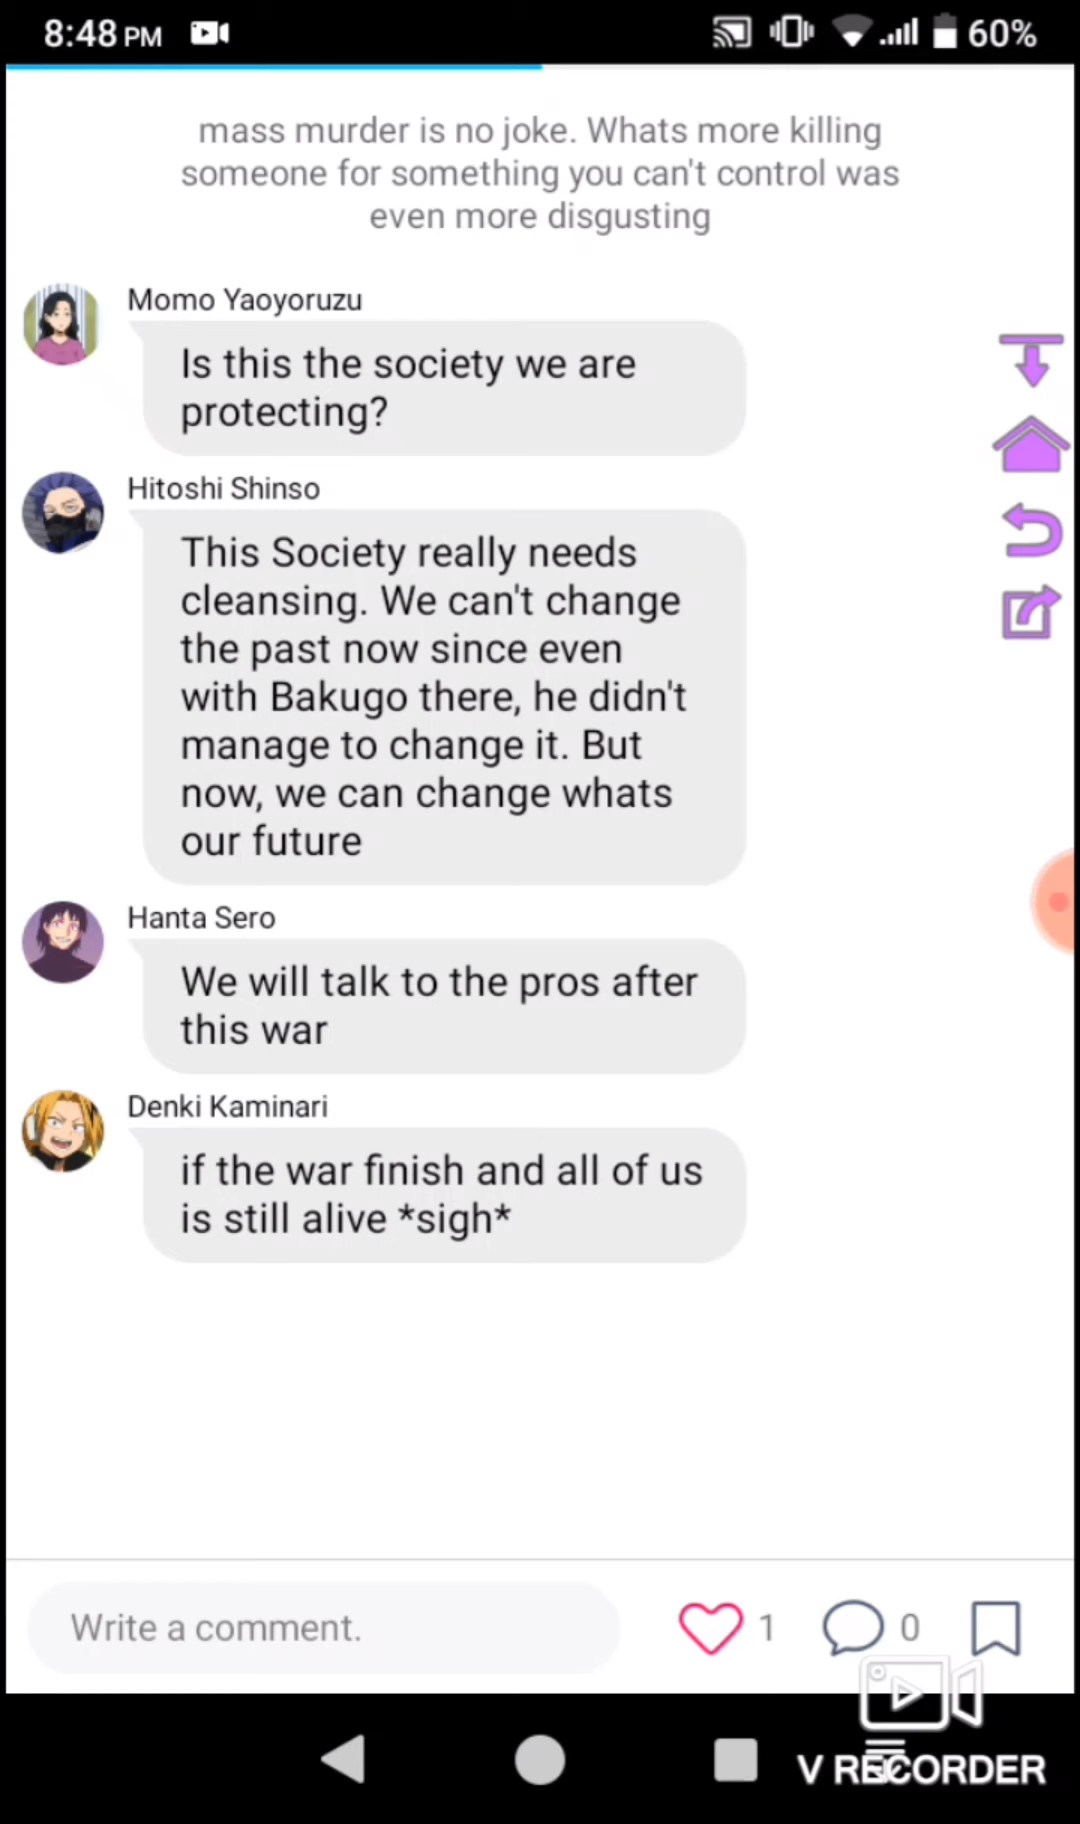 8:48 PM
60%
mass murder is no joke. Whats more killing
someone for something you can't control was
even more disgusting
Momo Yaoyoruzu
Is this the society we are
protecting?
Hitoshi Shinso
This Society really needs
cleansing. We can't change
the past now since even
with Bakugo there, he didn't
manage to change it. But
now, we can change whats
our future
Hanta Sero
We will talk to the pros after
this war
Denki Kaminari
if the war finish and all of us
is still alive *sigh*
Write a comment.
1
0
V RECORDER